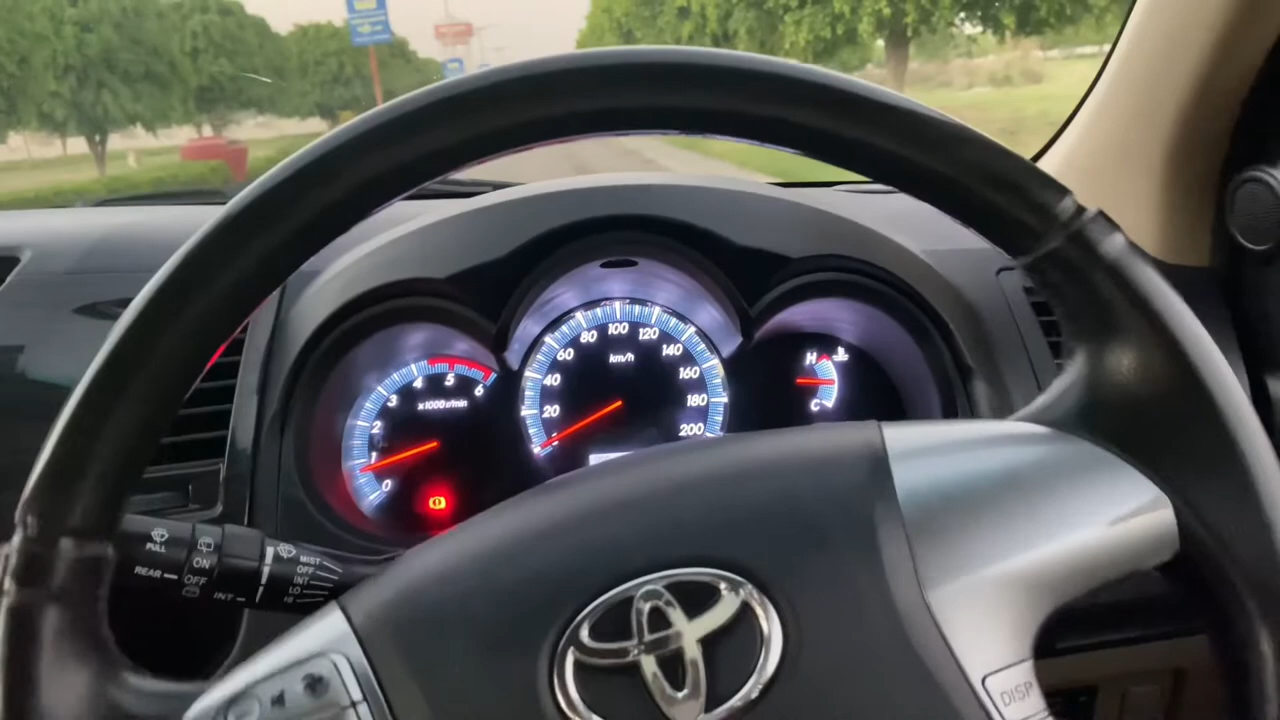 0
1
2
3
4
5
6
x1000r/min
20
40
60
80
100
120
140
160
180
200
km/h
H
C
PULL
REAR
ON
OFF
INT
MIST
OFF
INT
LO
HI
DISP